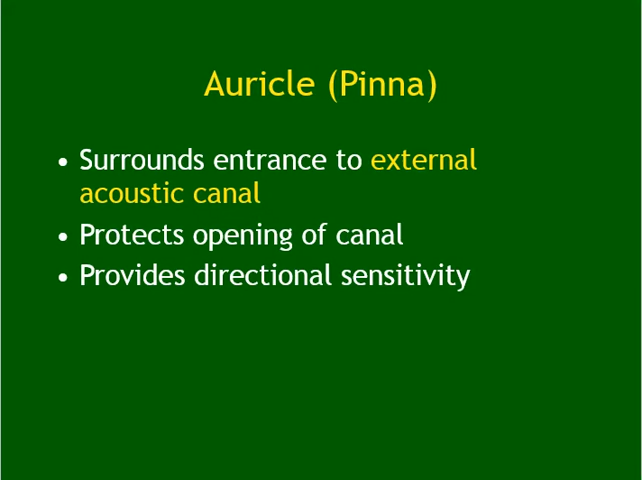 Auricle (Pinna)
• Surrounds entrance to external
acoustic canal
• Protects opening of canal
• Provides directional sensitivity